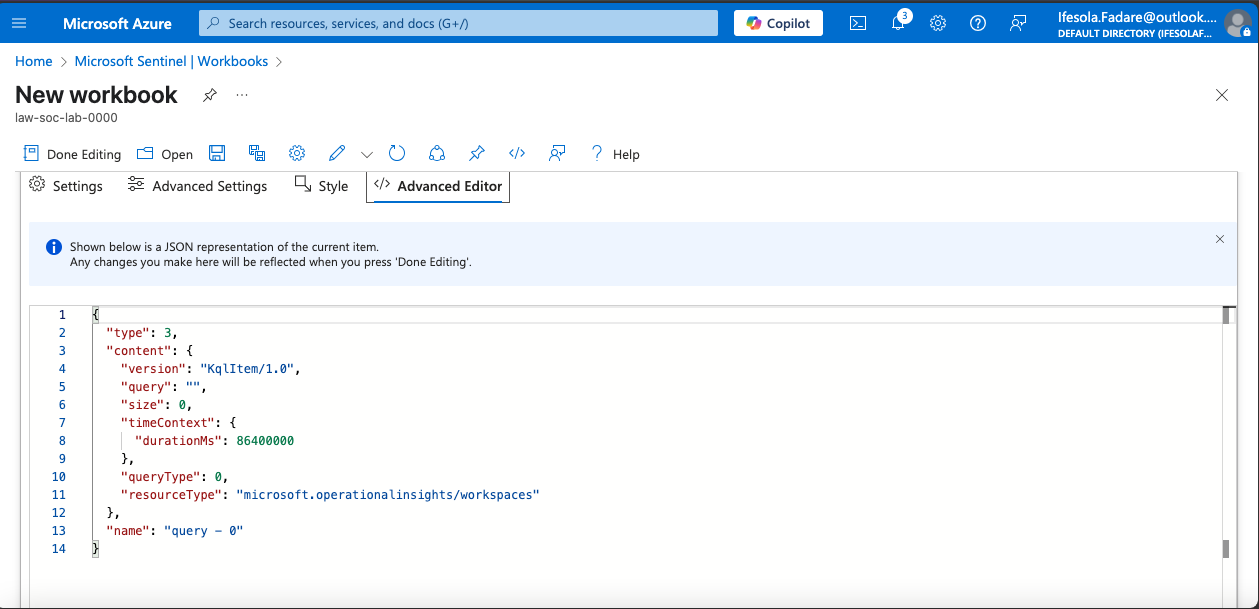 Microsoft Azure
Search resources, services, and docs (G+/)
Copilot
3
Ifesola.Fadare@outlook....
DEFAULT DIRECTORY (IFESOLAF...
Home > Microsoft Sentinel | Workbooks >
New workbook
...
law-soc-lab-0000
Done Editing
Open
Help
Settings
Advanced Settings
Style
Advanced Editor
Shown below is a JSON representation of the current item.
Any changes you make here will be reflected when you press 'Done Editing'.
1 {
2 "type": 3,
3 "content": {
4 "version": "KqlItem/1.0",
5 "query": "",
6 "size": 0,
7 "timeContext": {
8 "durationMs": 86400000
9 },
10 "queryType": 0,
11 "resourceType": "microsoft.operationalinsights/workspaces"
12 },
13 "name": "query - 0"
14 }